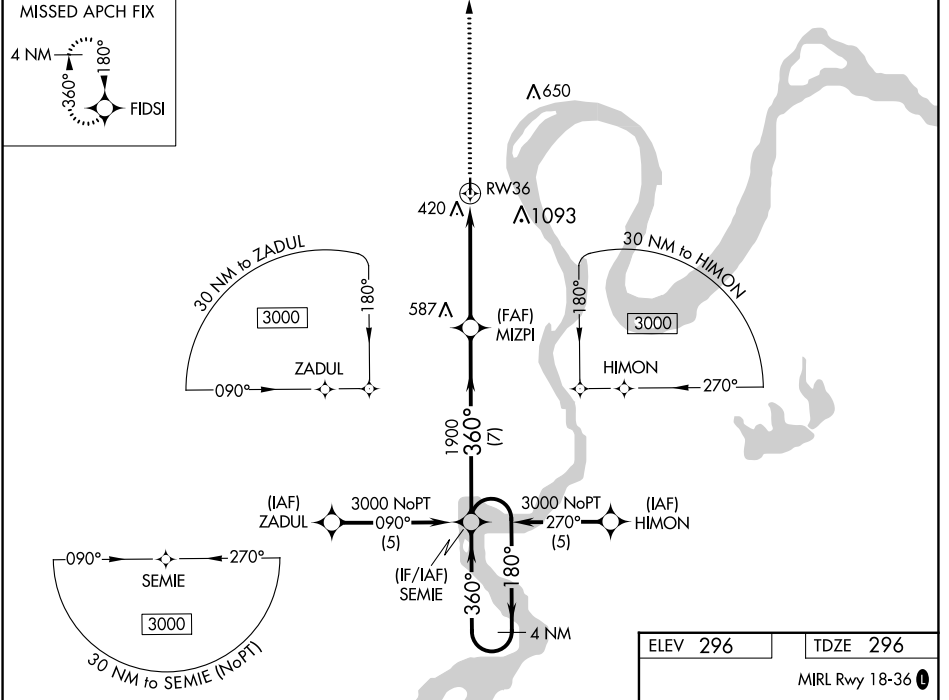 MISSED APCH FIX
4 NM
180°
360°
FIDSI
650
RW36
420
1093
30 NM to ZADUL
3000
180°
ZADUL
090°
587
(FAF)
MIZPI
30 NM to HIMON
180°
3000
HIMON
270°
1900
360°
(7)
(IAF)
ZADUL
3000 NoPT
090°
(5)
3000 NoPT
270°
(5)
(IAF)
HIMON
(IF/IAF)
SEMIE
360°
180°
4 NM
090°
270°
SEMIE
3000
30 NM to SEMIE (NoPT)
ELEV 296
TDZE 296
MIRL Rwy 18-36 L